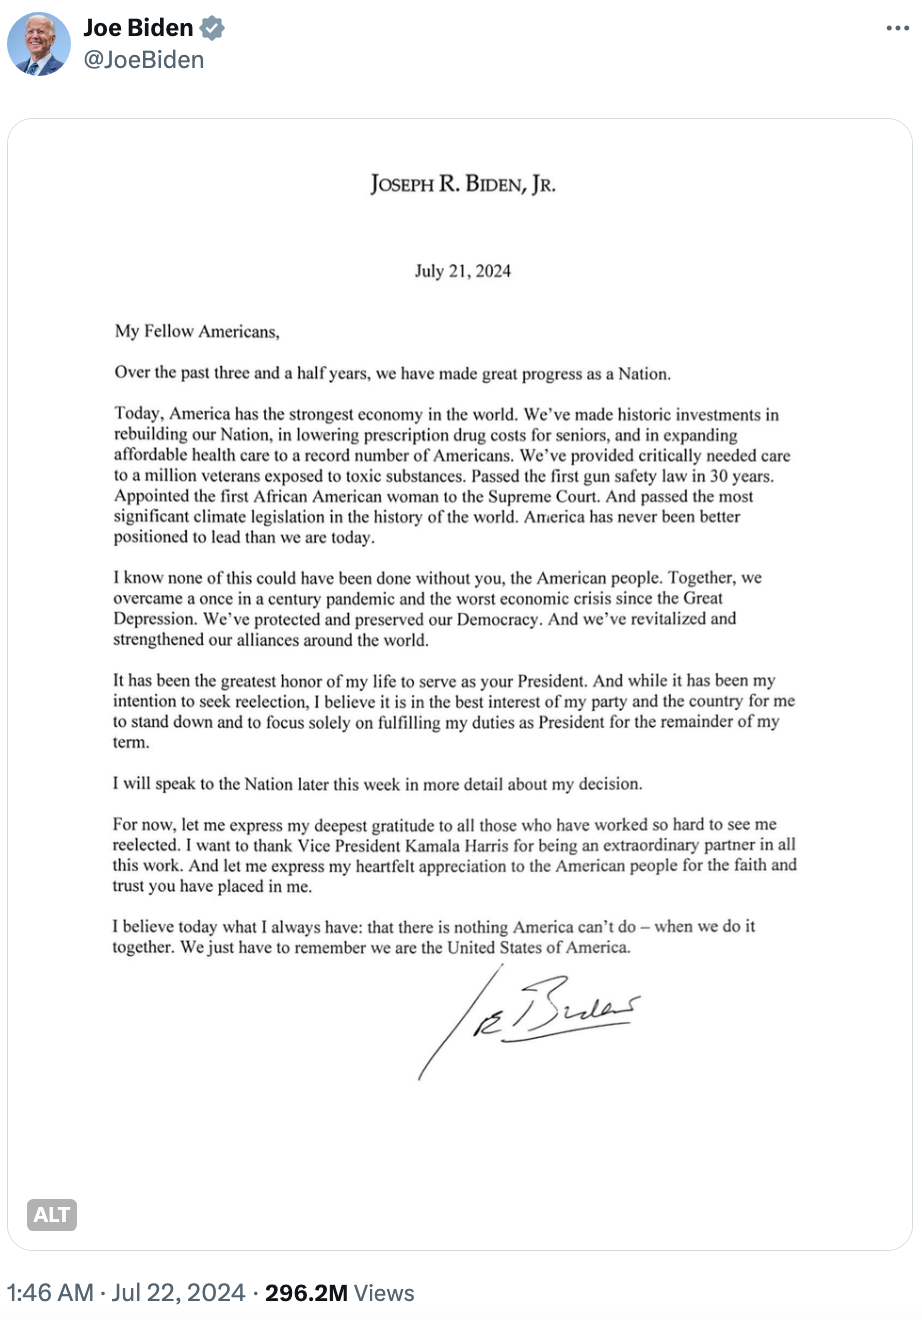 Joe Biden
@JoeBiden
JOSEPH R. BIDEN, JR.
July 21, 2024
My Fellow Americans,
Over the past three and a half years, we have made great progress as a Nation.
Today, America has the strongest economy in the world. We’ve made historic investments in
rebuilding our Nation, in lowering prescription drug costs for seniors, and in expanding
affordable health care to a record number of Americans. We’ve provided critically needed care
to a million veterans exposed to toxic substances. Passed the first gun safety law in 30 years.
Appointed the first African American woman to the Supreme Court. And passed the most
significant climate legislation in the history of the world. America has never been better
positioned to lead than we are today.
I know none of this could have been done without you, the American people. Together, we
overcame a once in a century pandemic and the worst economic crisis since the Great
Depression. We’ve protected and preserved our Democracy. And we’ve revitalized and
strengthened our alliances around the world.
It has been the greatest honor of my life to serve as your President. And while it has been my
intention to seek reelection, I believe it is in the best interest of my party and the country for me
to stand down and to focus solely on fulfilling my duties as President for the remainder of my
term.
I will speak to the Nation later this week in more detail about my decision.
For now, let me express my deepest gratitude to all those who have worked so hard to see me
reelected. I want to thank Vice President Kamala Harris for being an extraordinary partner in all
this work. And let me express my heartfelt appreciation to the American people for the faith and
trust you have placed in me.
I believe today what I always have: that there is nothing America can’t do – when we do it
together. We just have to remember we are the United States of America.
Joe Biden
ALT
1:46 AM · Jul 22, 2024 · 296.2M Views